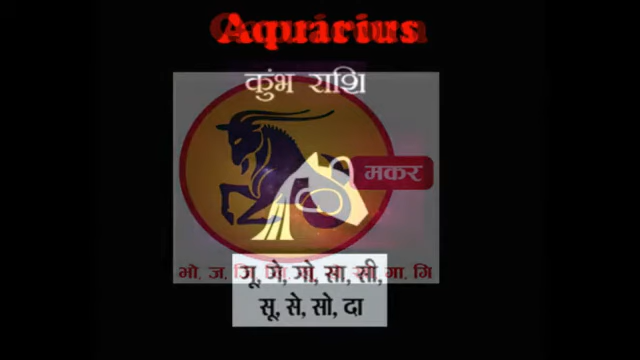 Aquarius
कुंभ राशि
मकर
भो, ज, गा, गि
गू, गे, गो, सा, सी,
सू, से, सो, दा